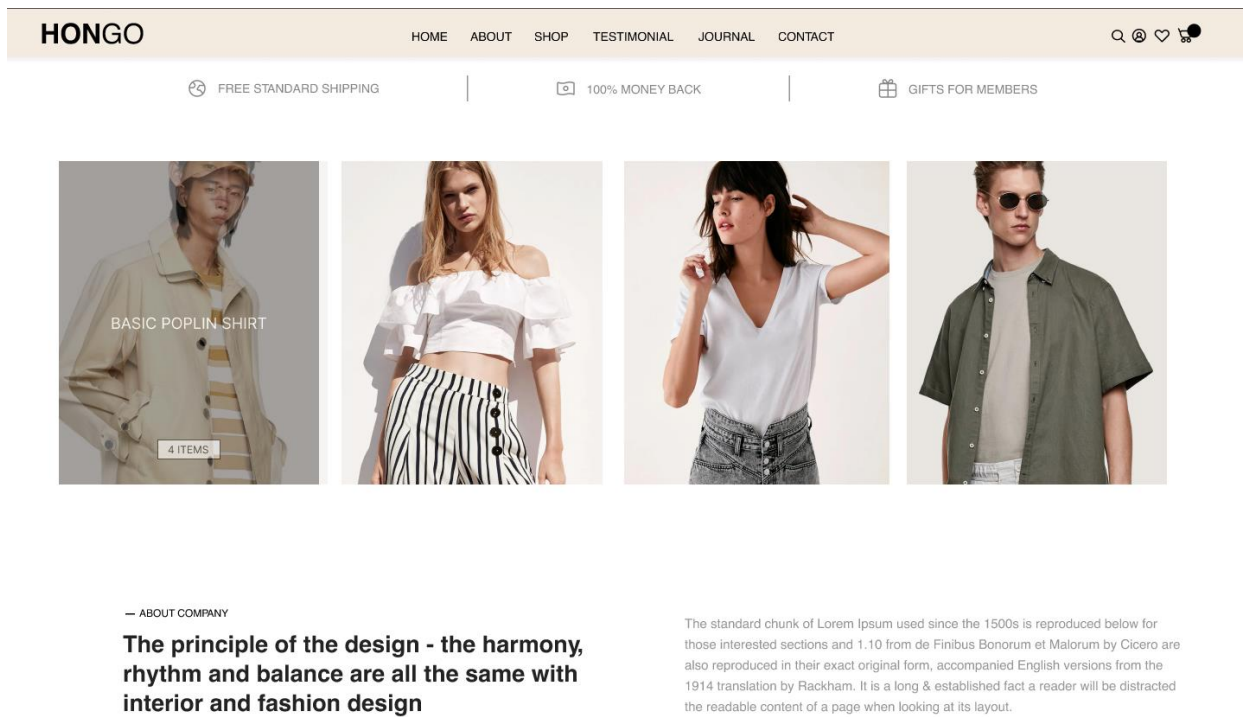 HONGO
HOME ABOUT SHOP TESTIMONIAL JOURNAL CONTACT
FREE STANDARD SHIPPING
100% MONEY BACK
GIFTS FOR MEMBERS
BASIC POPLIN SHIRT
4 ITEMS
— ABOUT COMPANY
The principle of the design - the harmony,
rhythm and balance are all the same with
interior and fashion design
The standard chunk of Lorem Ipsum used since the 1500s is reproduced below for
those interested sections and 1.10 from de Finibus Bonorum et Malorum by Cicero are
also reproduced in their exact original form, accompanied English versions from the
1914 translation by Rackham. It is a long & established fact a reader will be distracted
the readable content of a page when looking at its layout.